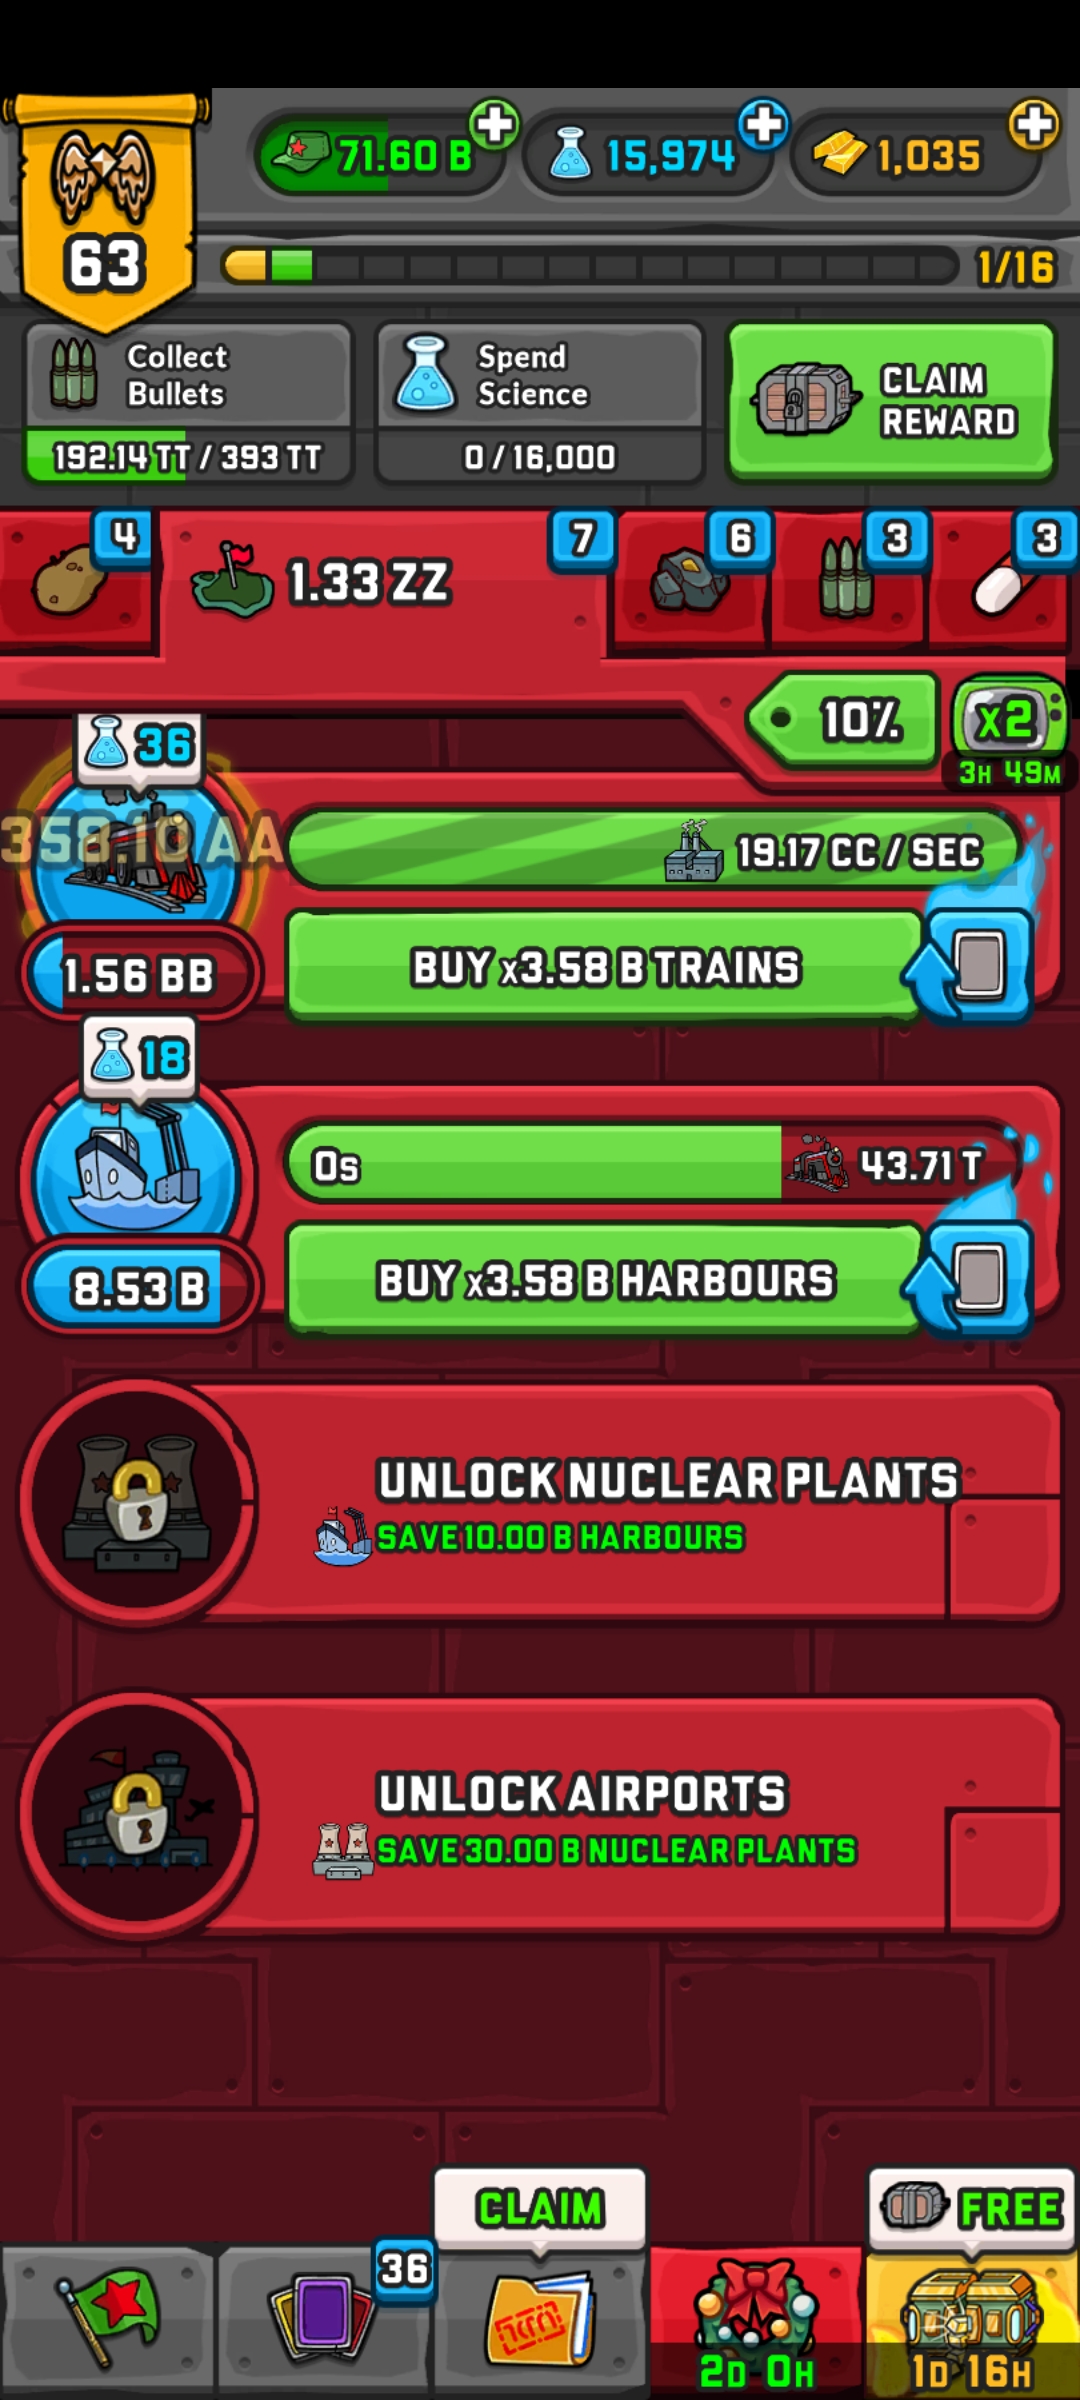 71.60 B
15,974
1,035
63
1/16
Collect
Bullets
192.14 TT / 393 TT
Spend
Science
0 / 16,000
CLAIM
REWARD
4
1.33 ZZ
7
6
3
3
10%
x2
3H 49M
36
358.10 AA
19.17 CC / SEC
1.56 BB
BUY x3.58 B TRAINS
18
0s
43.71 T
8.53 B
BUY x3.58 B HARBOURS
UNLOCK NUCLEAR PLANTS
SAVE 10.00 B HARBOURS
UNLOCK AIRPORTS
SAVE 30.00 B NUCLEAR PLANTS
CLAIM
FREE
36
2D 0H
1D 16H